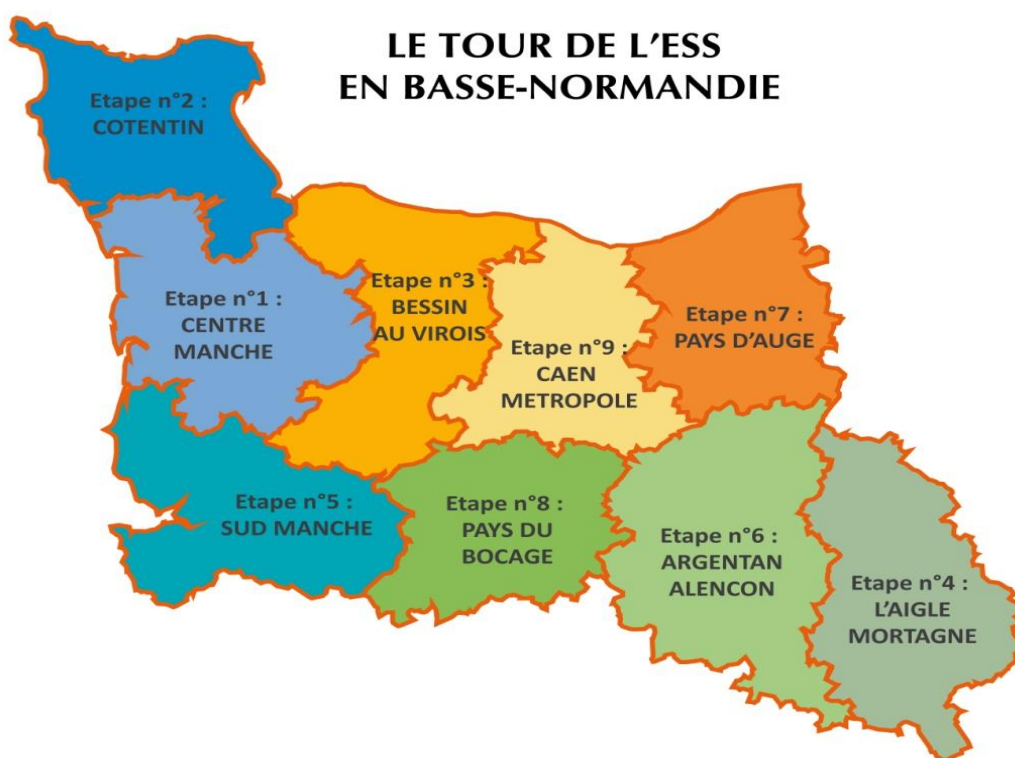 LE TOUR DE L'ESS
EN BASSE-NORMANDIE
Etape n°2 :
COTENTIN
Etape n°1 :
CENTRE
MANCHE
Etape n°3 :
BESSIN
AU VIROIS
Etape n°9 :
CAEN
METROPOLE
Etape n°7 :
PAYS D'AUGE
Etape n°5 :
SUD MANCHE
Etape n°8 :
PAYS DU
BOCAGE
Etape n°6 :
ARGENTAN
ALENCON
Etape n°4 :
L'AIGLE
MORTAGNE